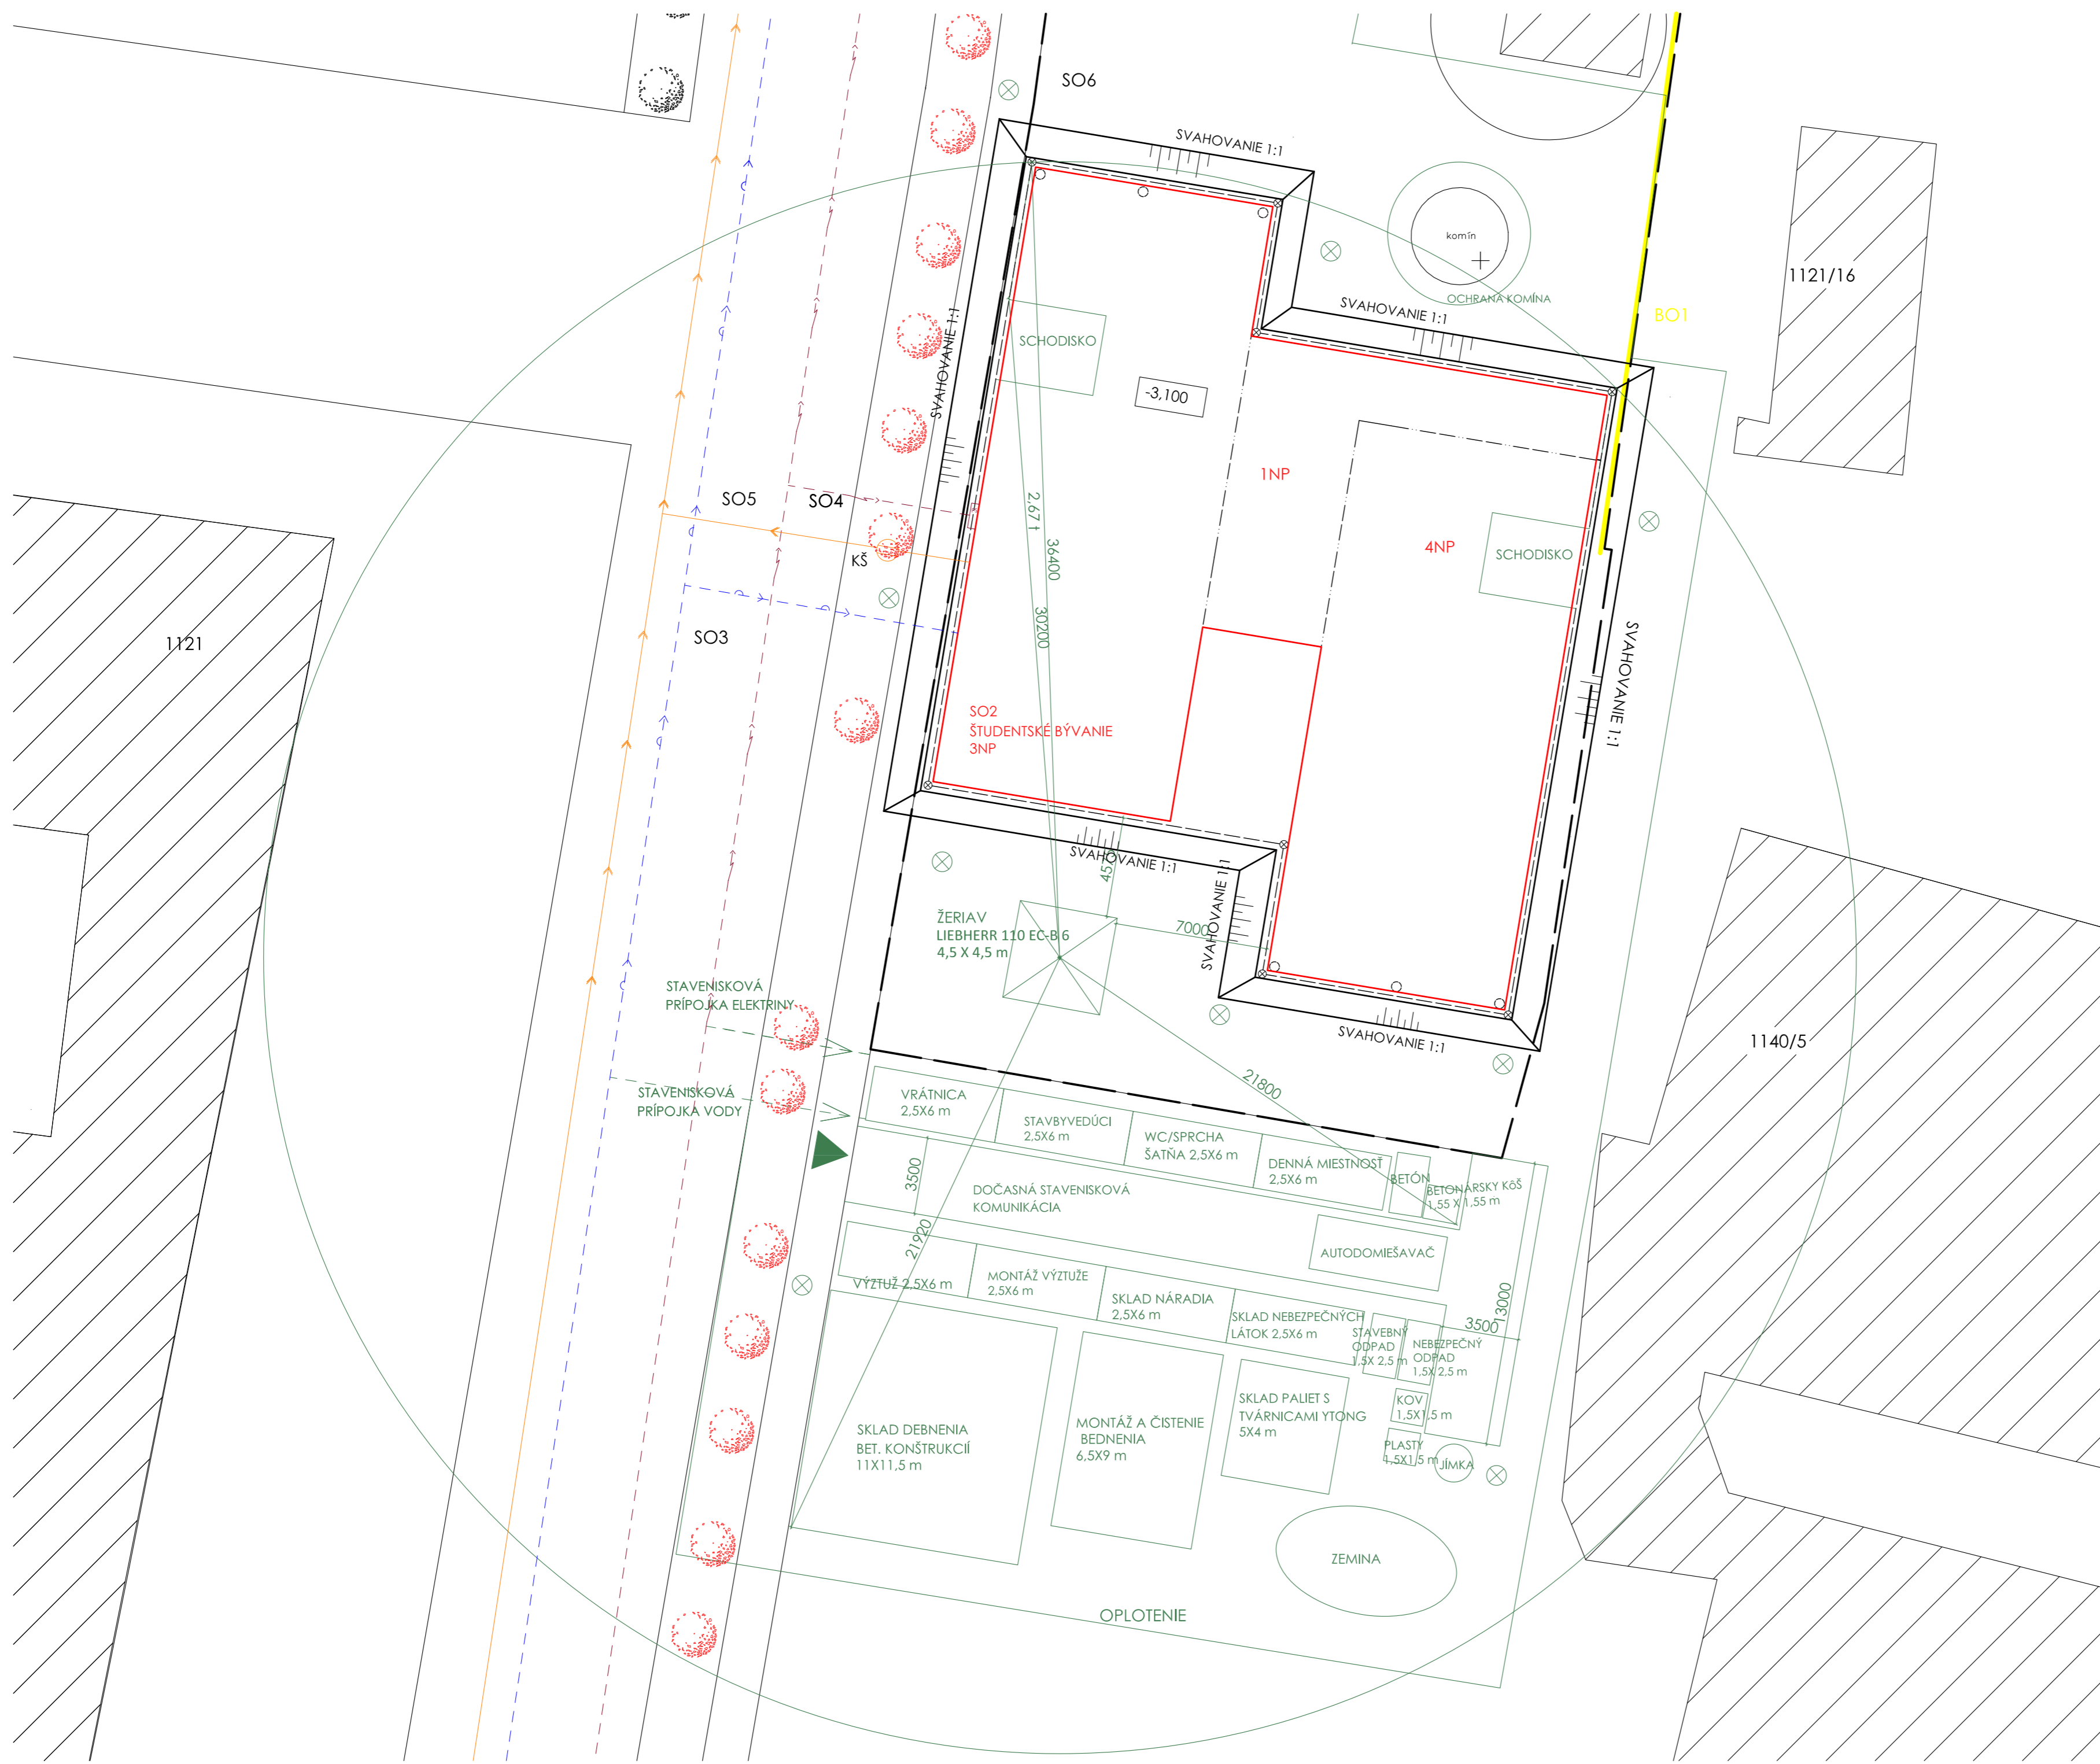 SO6
SVAHOVANIE 1:1
komín
OCHRANA KOMÍNA
1121/16
BO1
SVAHOVANIE 1:1
SVAHOVANIE 1:1
SCHODISKO
-3,100
1NP
4NP
SCHODISKO
SO5
SO4
KŠ
SO3
1121
2,67 t
36400
30200
SVAHOVANIE 1:1
SO2
ŠTUDENTSKÉ BÝVANIE
3NP
SVAHOVANIE 1:1
SVAHOVANIE 1:1
7000
ŽERIAV
LIEBHERR 110 EC-B 6
4,5 X 4,5 m
STAVENISKOVÁ
PRÍPOJKA ELEKTRINY
SVAHOVANIE 1:1
1140/5
STAVENISKOVÁ
PRÍPOJKA VODY
21800
VRÁTNICA
2,5X6 m
STAVBYVEDÚCI
2,5X6 m
WC/SPRCHA
ŠATŇA 2,5X6 m
DENNÁ MIESTNOSŤ
2,5X6 m
BETÓN
BETONÁRSKY KÔŠ
1,55 X 1,55 m
3500
DOČASNÁ STAVENISKOVÁ
KOMUNIKÁCIA
21920
AUTODOMIEŠAVAČ
VÝZTUŽ 2,5X6 m
MONTÁŽ VÝZTUŽE
2,5X6 m
SKLAD NÁRADIA
2,5X6 m
SKLAD NEBEZPEČNÝCH
LÁTOK 2,5X6 m
STAVEBNÝ
ODPAD
1,5X 2,5 m
NEBEZPEČNÝ
ODPAD
1,5X 2,5 m
3500
13000
SKLAD DEBNENIA
BET. KONŠTRUKCIÍ
11X11,5 m
MONTÁŽ A ČISTENIE
BEDNENIA
6,5X9 m
SKLAD PALIET S
TVÁRNICAMI YTONG
5X4 m
KOV
1,5X1,5 m
PLASTY
1,5X1,5 m
JÍMKA
ZEMINA
OPLOTENIE